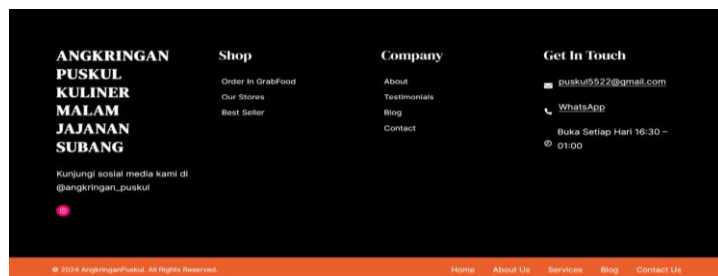 ANGKRINGAN
PUSKUL
KULINER
MALAM
JAJANAN
SUBANG
Kunjungi sosial media kami di
@angkringan_puskul
Shop
Order In GrabFood
Our Stores
Best Seller
Company
About
Testimonials
Blog
Contact
Get In Touch
puskul5522@gmail.com
WhatsApp
Buka Setiap Hari 16:30 –
01:00
© 2024 AngkringanPuskul. All Rights Reserved.
Home About Us Services Blog Contact Us